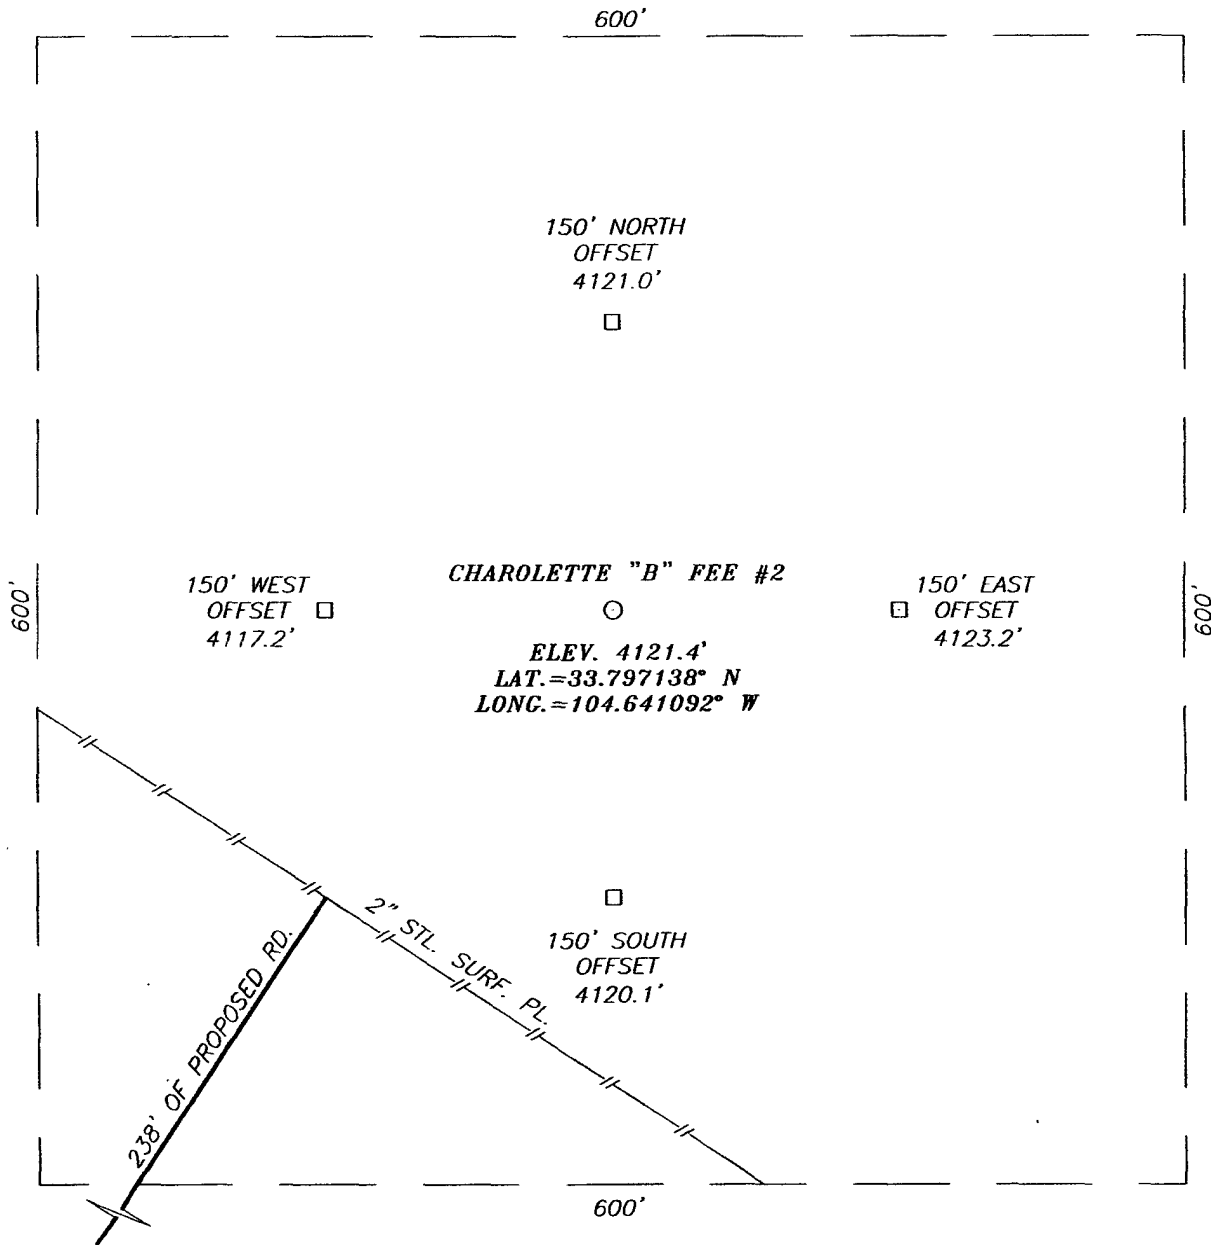 600'
150' NORTH
OFFSET
4121.0'
600'
150' WEST
OFFSET
4117.2'
CHAROLETTE "B" FEE #2
ELEV. 4121.4'
LAT.=33.797138° N
LONG.=104.641092° W
150' EAST
OFFSET
4123.2'
600'
2" STL. SURF. PL.
150' SOUTH
OFFSET
4120.1'
238' OF PROPOSED RD.
600'